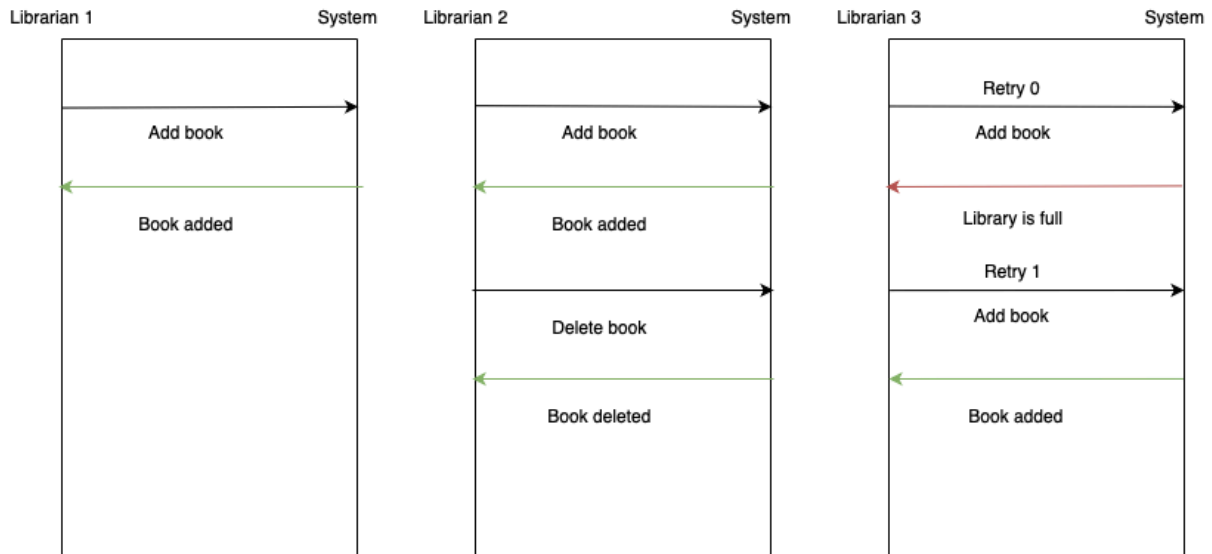 Librarian 1
System
Add book
Book added
Librarian 2
System
Add book
Book added
Delete book
Book deleted
Librarian 3
System
Retry 0
Add book
Library is full
Retry 1
Add book
Book added